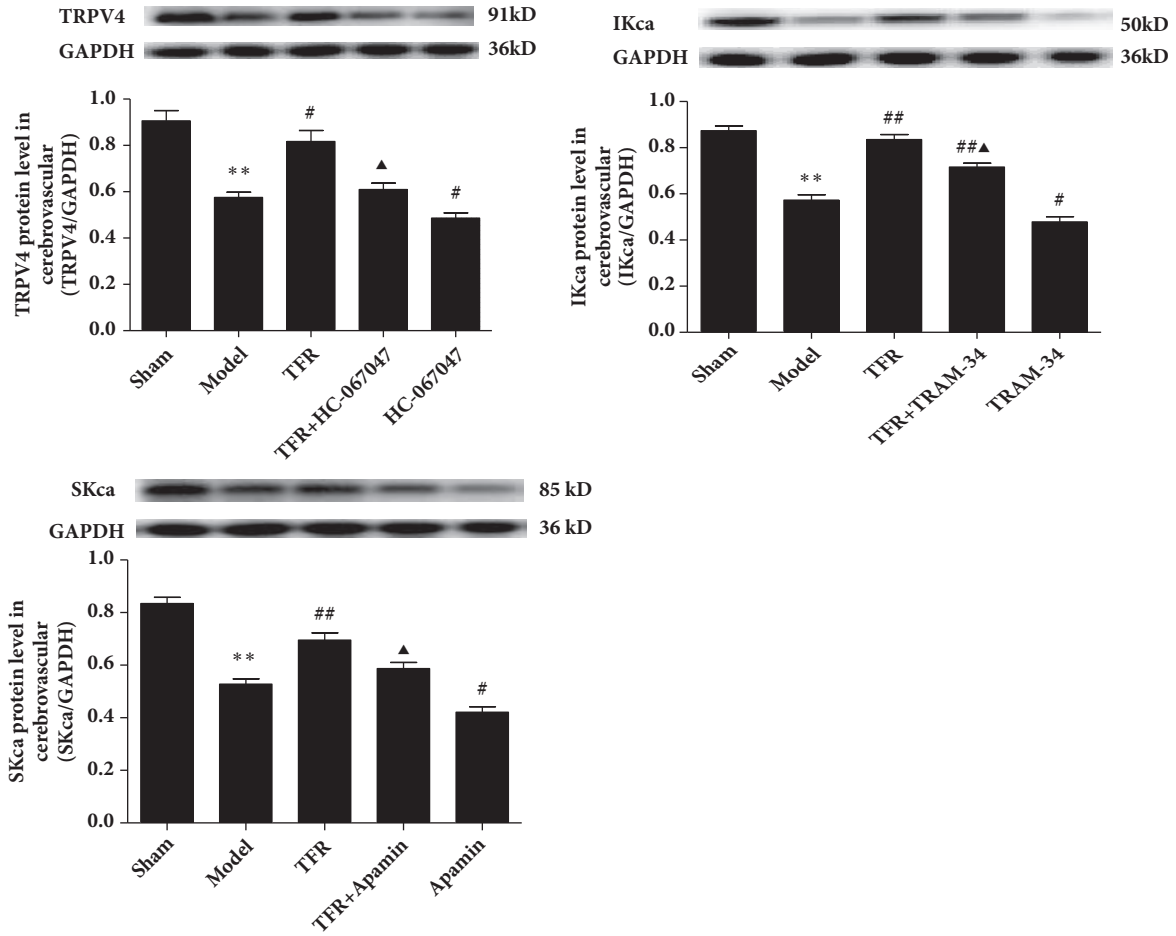 TRPV4 91kD
GAPDH 36kD
TRPV4 protein level in
cerebrovascular
(TRPV4/GAPDH)
1.0
0.8
0.6
0.4
0.2
0.0
**
#
▲
#
Sham
Model
TFR
TFR+HC-067047
HC-067047
IKca 50kD
GAPDH 36kD
IKca protein level in
cerebrovascular
(IKca/GAPDH)
1.0
0.8
0.6
0.4
0.2
0.0
**
##
##▲
#
Sham
Model
TFR
TFR+TRAM-34
TRAM-34
SKca 85 kD
GAPDH 36 kD
SKca protein level in
cerebrovascular
(SKca/GAPDH)
1.0
0.8
0.6
0.4
0.2
0.0
**
##
▲
#
Sham
Model
TFR
TFR+Apamin
Apamin